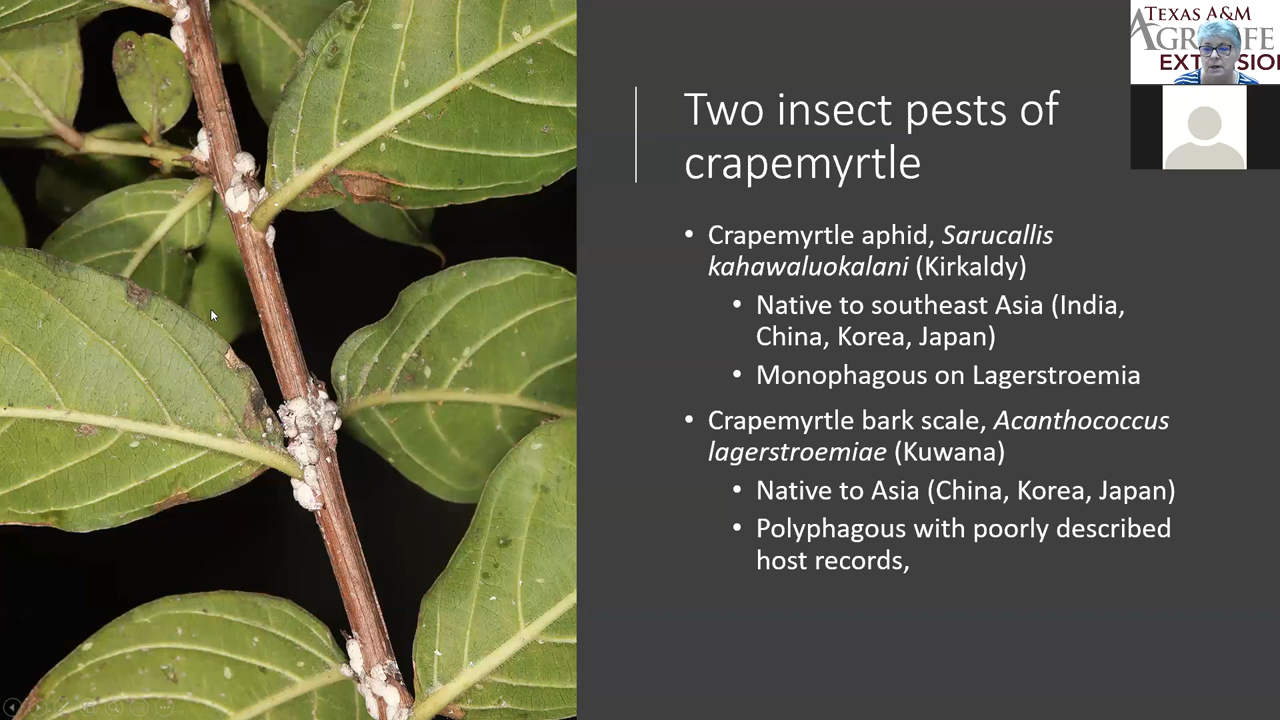 Two insect pests of
crapemyrtle
• Crapemyrtle aphid, Sarucallis
kahawaluokalani (Kirkaldy)
• Native to southeast Asia (India,
China, Korea, Japan)
• Monophagous on Lagerstroemia
• Crapemyrtle bark scale, Acanthococcus
lagerstroemiae (Kuwana)
• Native to Asia (China, Korea, Japan)
• Polyphagous with poorly described
host records,
TEXAS A&M